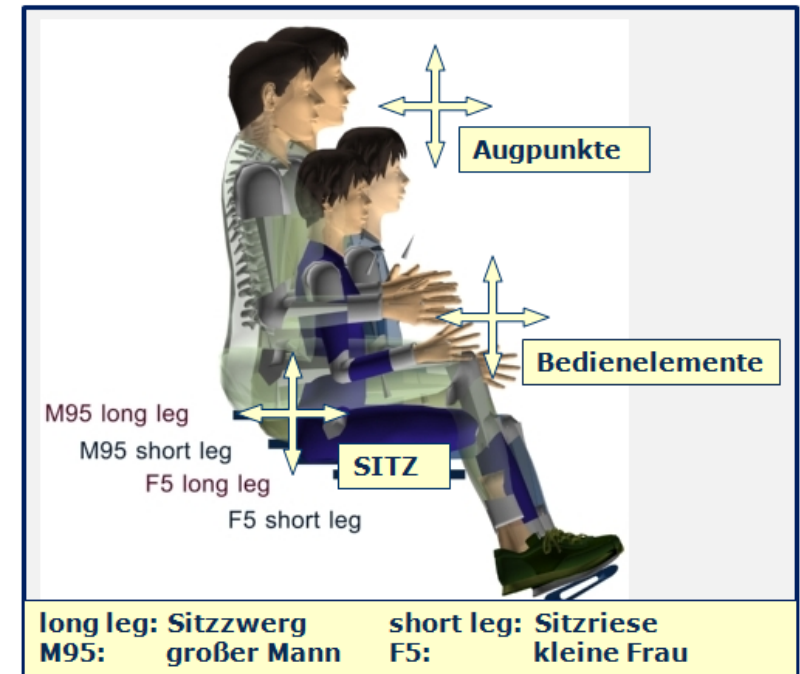 Augpunkte
Bedienelemente
M95 long leg
M95 short leg
SITZ
F5 long leg
F5 short leg
long leg: Sitzzwerg short leg: Sitzriese
M95: großer Mann F5: kleine Frau